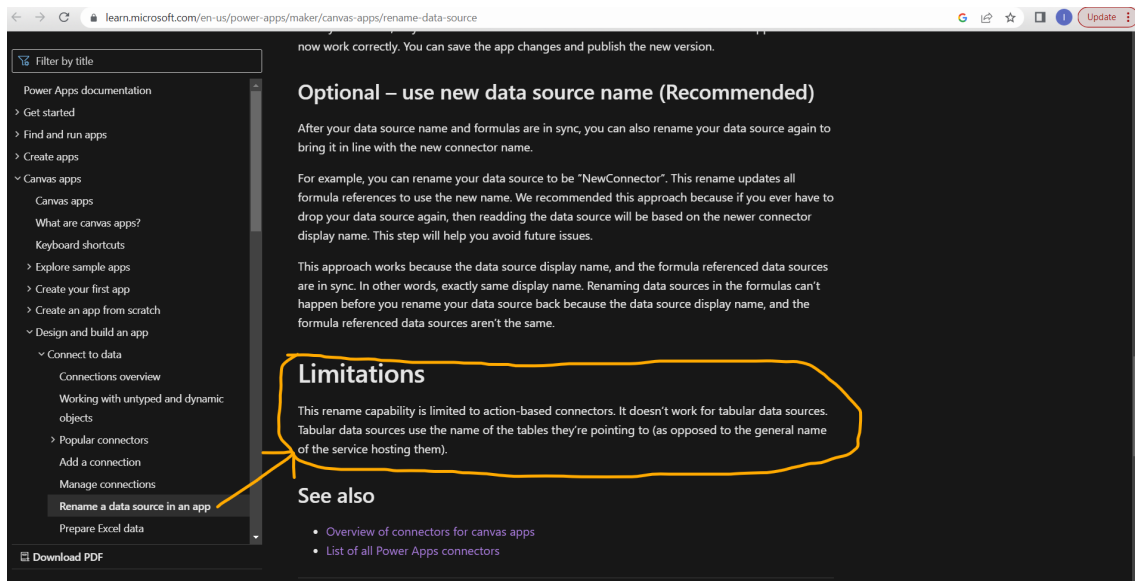 learn.microsoft.com/en-us/power-apps/maker/canvas-apps/rename-data-source
G
I
Update
Filter by title
Power Apps documentation
Get started
Find and run apps
Create apps
Canvas apps
Canvas apps
What are canvas apps?
Keyboard shortcuts
Explore sample apps
Create your first app
Create an app from scratch
Design and build an app
Connect to data
Connections overview
Working with untyped and dynamic
objects
Popular connectors
Add a connection
Manage connections
Rename a data source in an app
Prepare Excel data
Download PDF
now work correctly. You can save the app changes and publish the new version.
Optional – use new data source name (Recommended)
After your data source name and formulas are in sync, you can also rename your data source again to
bring it in line with the new connector name.
For example, you can rename your data source to be "NewConnector". This rename updates all
formula references to use the new name. We recommended this approach because if you ever have to
drop your data source again, then readding the data source will be based on the newer connector
display name. This step will help you avoid future issues.
This approach works because the data source display name, and the formula referenced data sources
are in sync. In other words, exactly same display name. Renaming data sources in the formulas can't
happen before you rename your data source back because the data source display name, and the
formula referenced data sources aren't the same.
Limitations
This rename capability is limited to action-based connectors. It doesn't work for tabular data sources.
Tabular data sources use the name of the tables they're pointing to (as opposed to the general name
of the service hosting them).
See also
Overview of connectors for canvas apps
List of all Power Apps connectors